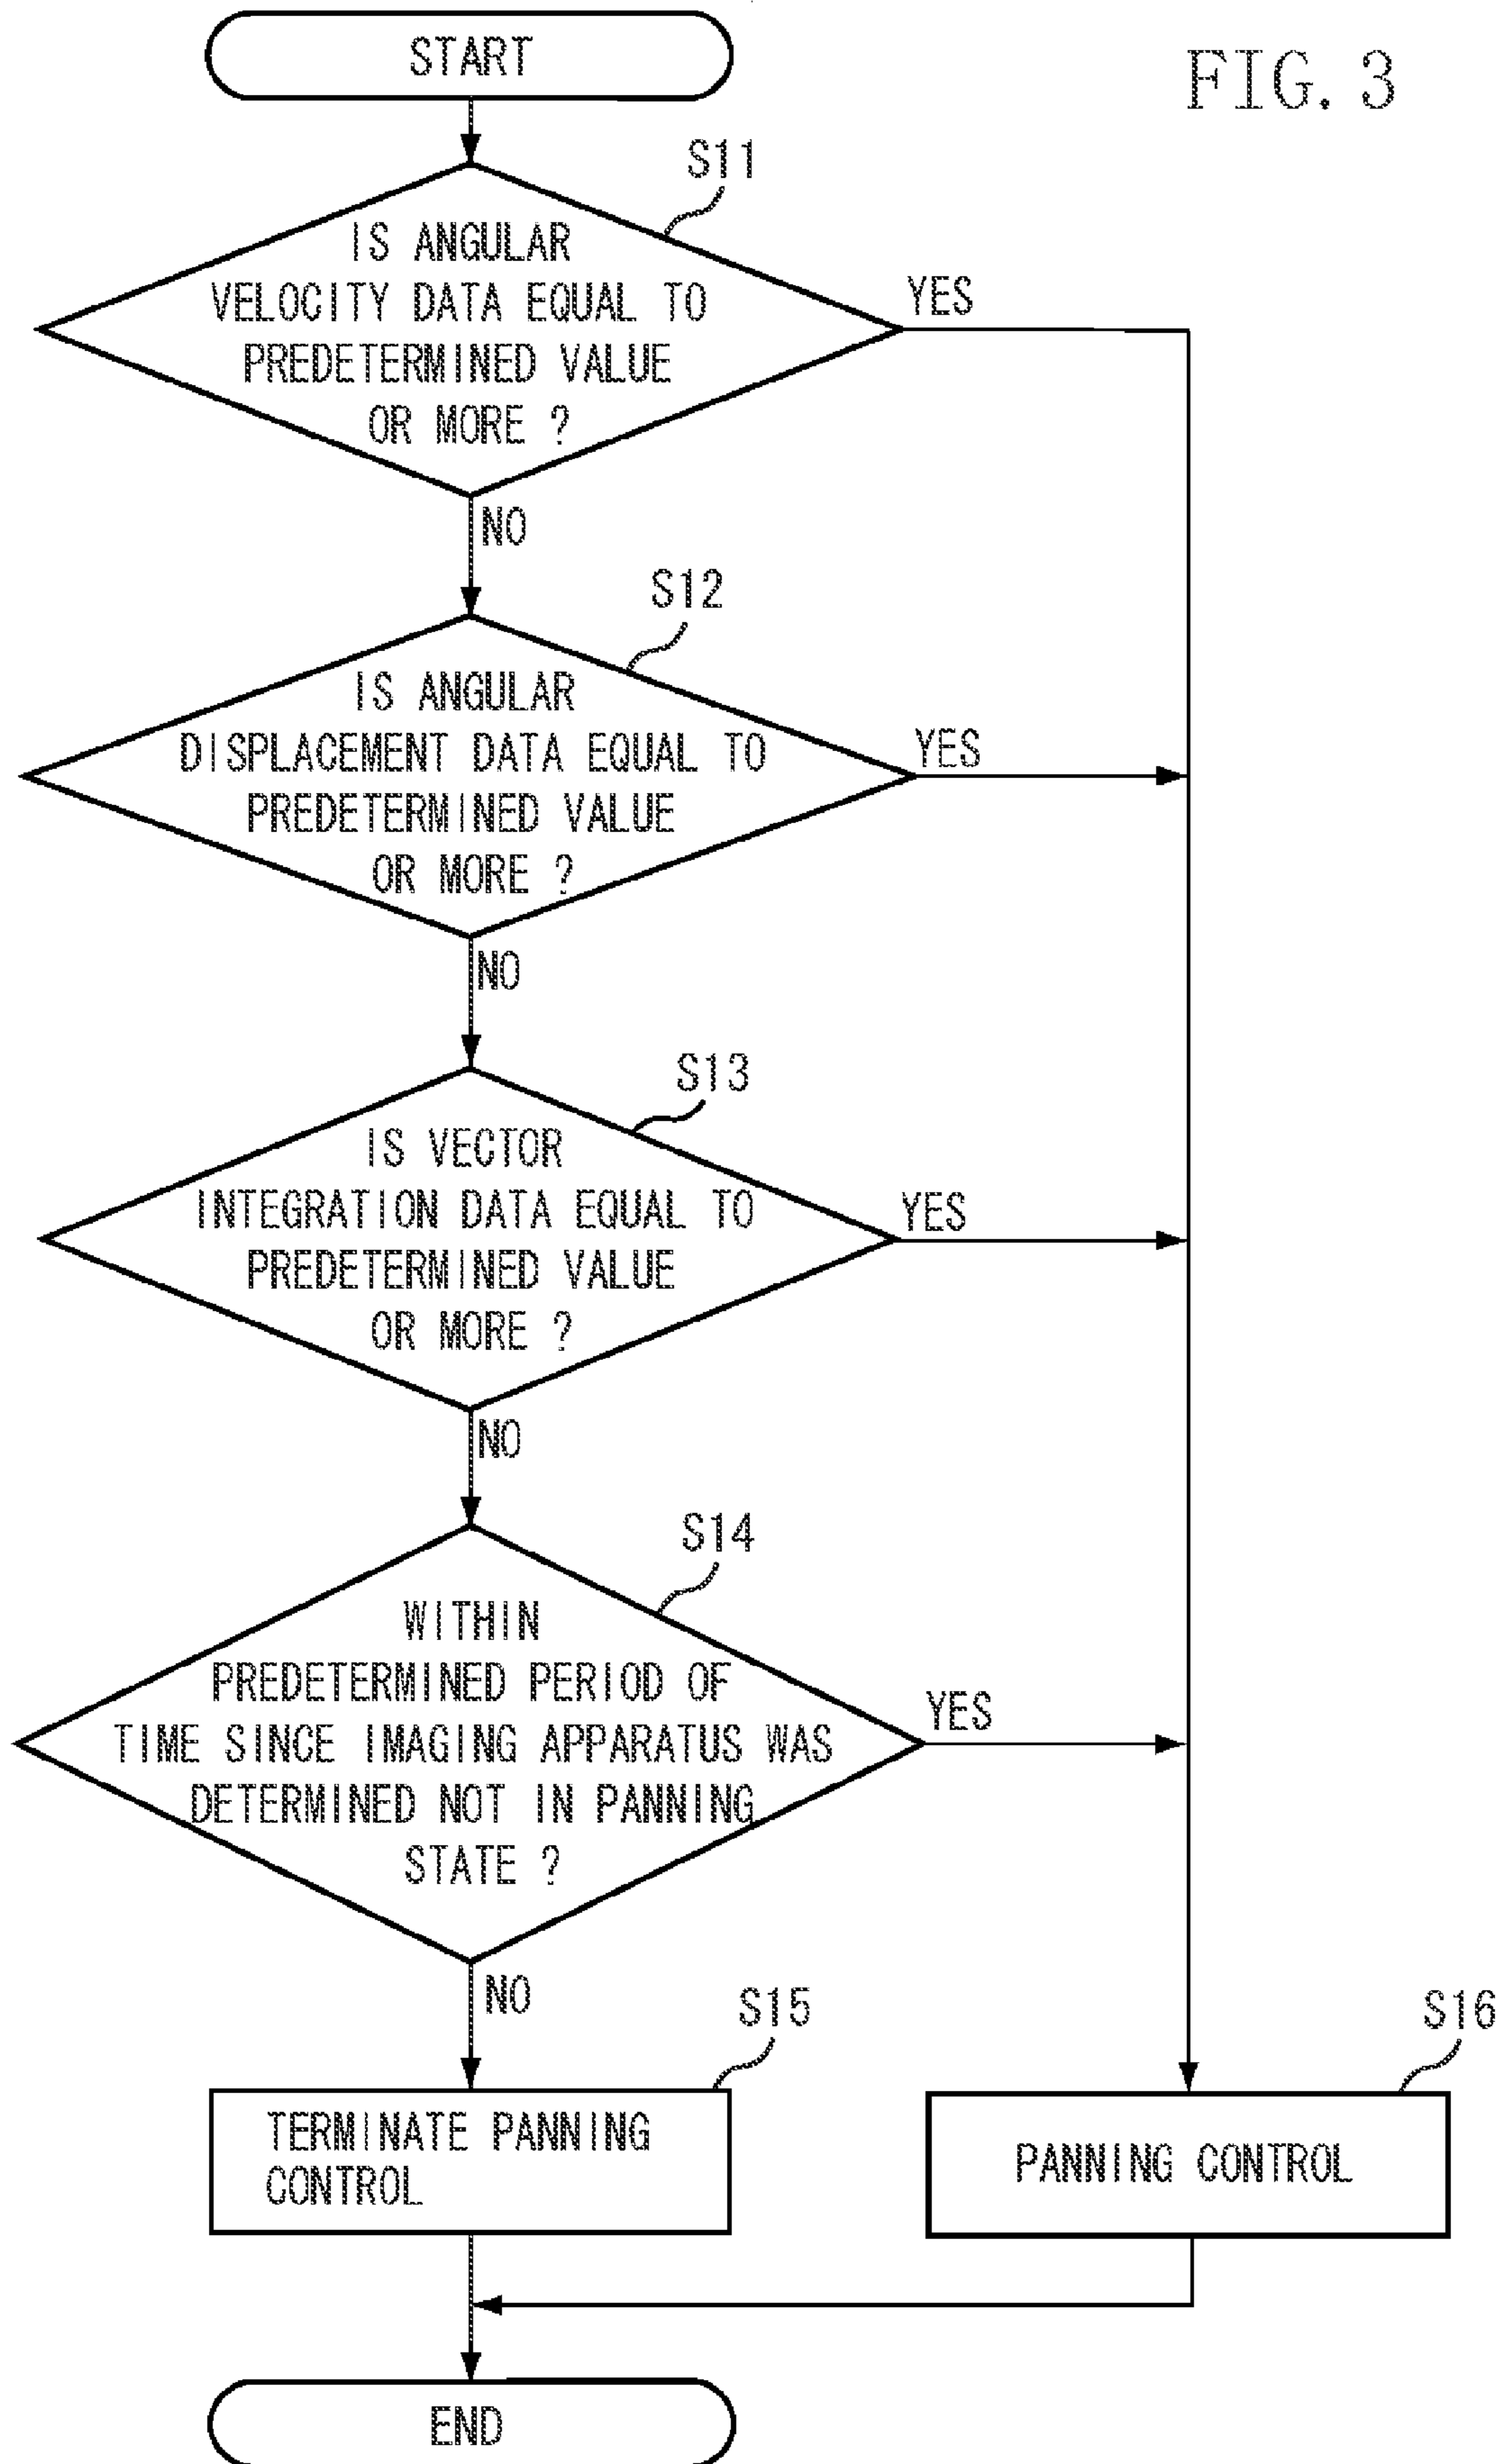 START
FIG. 3
S11
IS ANGULAR
VELOCITY DATA EQUAL TO
PREDETERMINED VALUE
OR MORE ?
YES
NO
S12
IS ANGULAR
DISPLACEMENT DATA EQUAL TO
PREDETERMINED VALUE
OR MORE ?
YES
NO
S13
IS VECTOR
INTEGRATION DATA EQUAL TO
PREDETERMINED VALUE
OR MORE ?
YES
NO
S14
WITHIN
PREDETERMINED PERIOD OF
TIME SINCE IMAGING APPARATUS WAS
DETERMINED NOT IN PANNING
STATE ?
YES
NO
S15
TERMINATE PANNING
CONTROL
S16
PANNING CONTROL
END